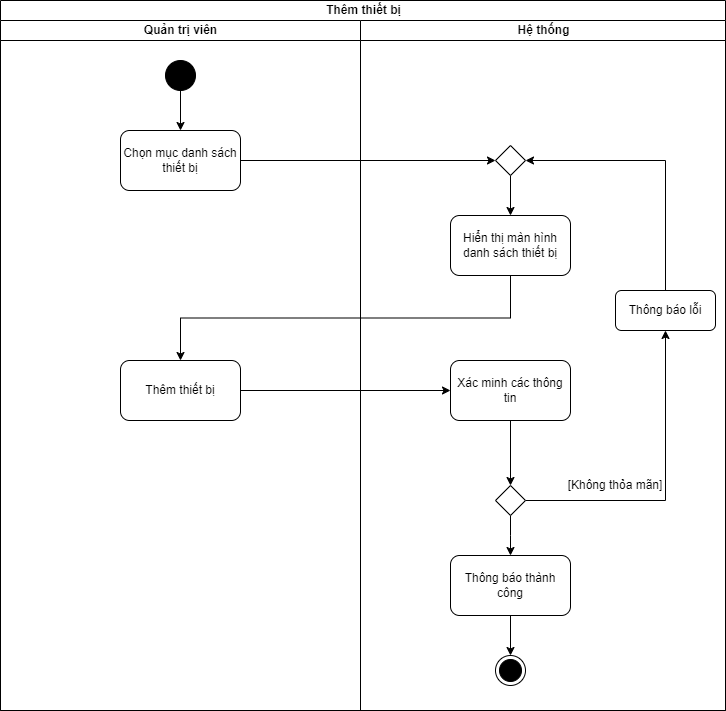 Thêm thiết bị
Quản trị viên
Hệ thống
Chọn mục danh sách
thiết bị
Hiển thị màn hình
danh sách thiết bị
Thông báo lỗi
Thêm thiết bị
Xác minh các thông
tin
[Không thỏa mãn]
Thông báo thành
công